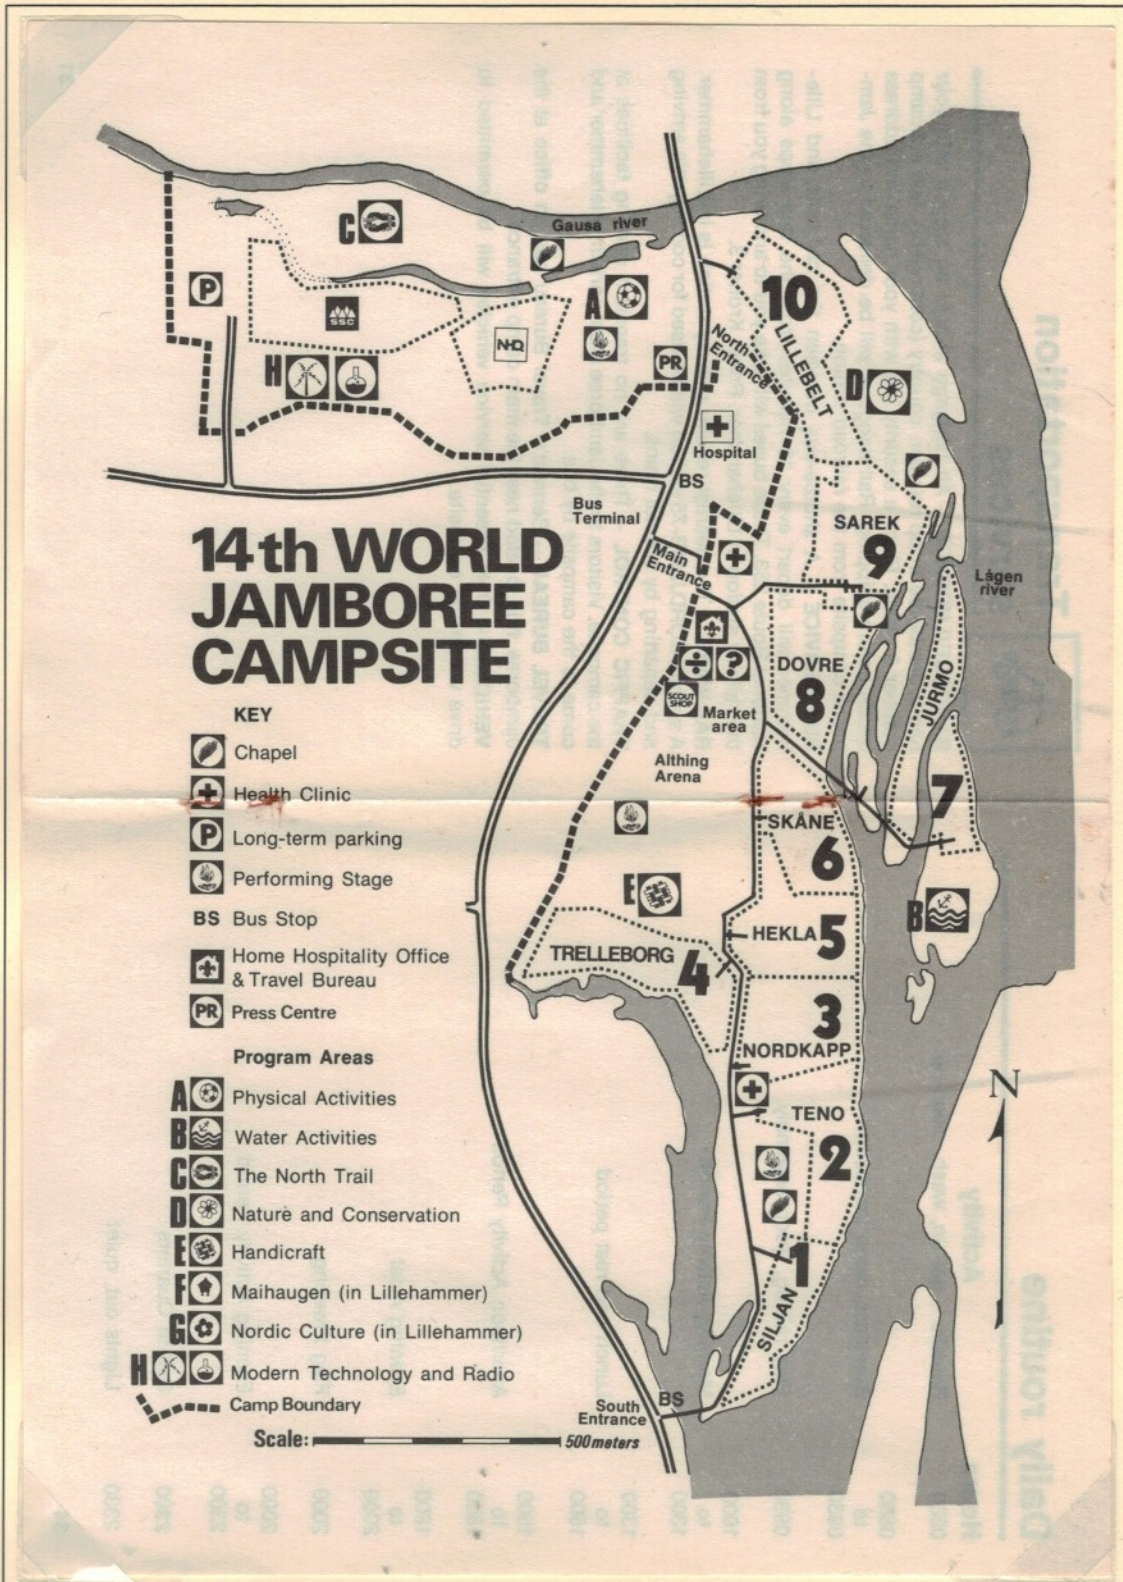 C
Gausa river
P
A
10
SSC
NHQ
North
Entrance
LILLEBELT
H
PR
D
Hospital
BS
Bus
Terminal
SAREK
9
Main
Entrance
Lågen
river
14th WORLD
JAMBOREE
CAMPSITE
?
DOVRE
8
JURMO
7
SCOUT
SHOP
Market
area
Althing
Arena
SKÅNE
6
E
B
HEKLA 5
TRELLEBORG 4
3
NORDKAPP
TENO
2
1
SILJAN
N
South
Entrance
BS
KEY
Chapel
Health Clinic
P Long-term parking
Performing Stage
BS Bus Stop
Home Hospitality Office
& Travel Bureau
PR Press Centre
Program Areas
A Physical Activities
B Water Activities
C The North Trail
D Nature and Conservation
E Handicraft
F Maihaugen (in Lillehammer)
G Nordic Culture (in Lillehammer)
H Modern Technology and Radio
Camp Boundary
Scale: 500 meters